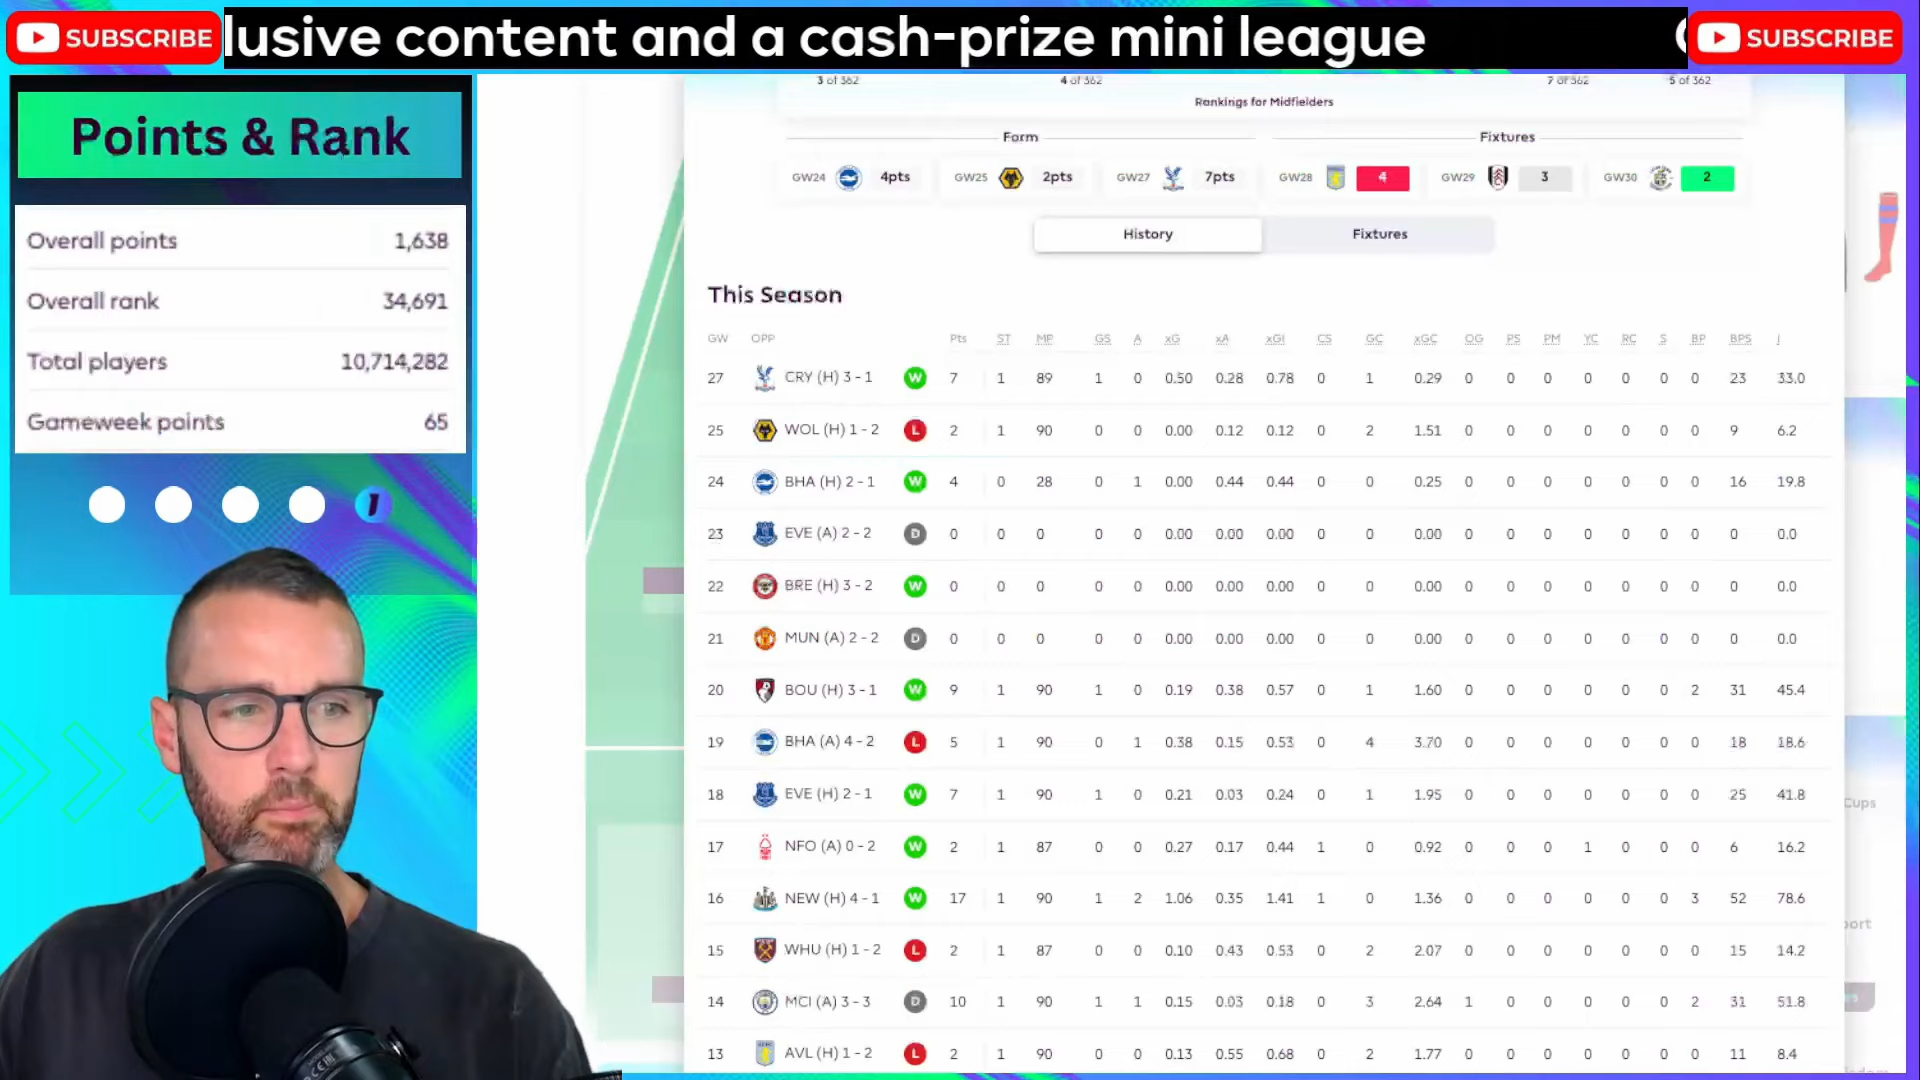 SUBSCRIBE lusive content and a cash-prize mini league SUBSCRIBE
Points & Rank
Overall points 1,638
Overall rank 34,691
Total players 10,714,282
Gameweek points 65
3 of 362 4 of 362 7 of 362 5 of 362
Rankings for Midfielders
Form Fixtures
GW24 4pts GW25 2pts GW27 7pts GW28 4 GW29 3 GW30 2
History Fixtures
This Season
GW OPP Pts ST MP GS A xG xA xGI CS GC xGC OG PS PM YC RC S BP BPS I
27 CRY (H) 3 - 1 W 7 1 89 1 0 0.50 0.28 0.78 0 1 0.29 0 0 0 0 0 0 0 23 33.0
25 WOL (H) 1 - 2 L 2 1 90 0 0 0.00 0.12 0.12 0 2 1.51 0 0 0 0 0 0 0 9 6.2
24 BHA (H) 2 - 1 W 4 0 28 0 1 0.00 0.44 0.44 0 0 0.25 0 0 0 0 0 0 0 16 19.8
23 EVE (A) 2 - 2 D 0 0 0 0 0 0.00 0.00 0.00 0 0 0.00 0 0 0 0 0 0 0 0 0.0
22 BRE (H) 3 - 2 W 0 0 0 0 0 0.00 0.00 0.00 0 0 0.00 0 0 0 0 0 0 0 0 0.0
21 MUN (A) 2 - 2 D 0 0 0 0 0 0.00 0.00 0.00 0 0 0.00 0 0 0 0 0 0 0 0 0.0
20 BOU (H) 3 - 1 W 9 1 90 1 0 0.19 0.38 0.57 0 1 1.60 0 0 0 0 0 0 2 31 45.4
19 BHA (A) 4 - 2 L 5 1 90 0 1 0.38 0.15 0.53 0 4 3.70 0 0 0 0 0 0 0 18 18.6
18 EVE (H) 2 - 1 W 7 1 90 1 0 0.21 0.03 0.24 0 1 1.95 0 0 0 0 0 0 0 25 41.8
17 NFO (A) 0 - 2 W 2 1 87 0 0 0.27 0.17 0.44 1 0 0.92 0 0 0 1 0 0 0 6 16.2
16 NEW (H) 4 - 1 W 17 1 90 1 2 1.06 0.35 1.41 1 0 1.36 0 0 0 0 0 0 3 52 78.6
15 WHU (H) 1 - 2 L 2 1 87 0 0 0.10 0.43 0.53 0 2 2.07 0 0 0 0 0 0 0 15 14.2
14 MCI (A) 3 - 3 D 10 1 90 1 1 0.15 0.03 0.18 0 3 2.64 1 0 0 0 0 0 2 31 51.8
13 AVL (H) 1 - 2 L 2 1 90 0 0 0.13 0.55 0.68 0 2 1.77 0 0 0 0 0 0 0 11 8.4
Cups
port